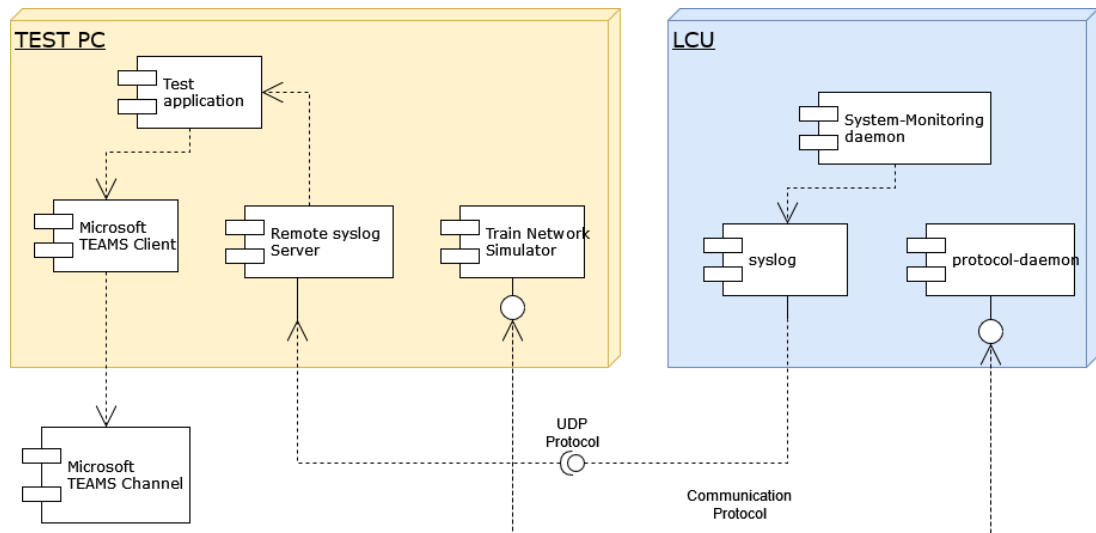 TEST PC
LCU
Test
application
System-Monitoring
daemon
Microsoft
TEAMS Client
Remote syslog
Server
Train Network
Simulator
syslog
protocol-daemon
UDP
Protocol
Microsoft
TEAMS Channel
Communication
Protocol